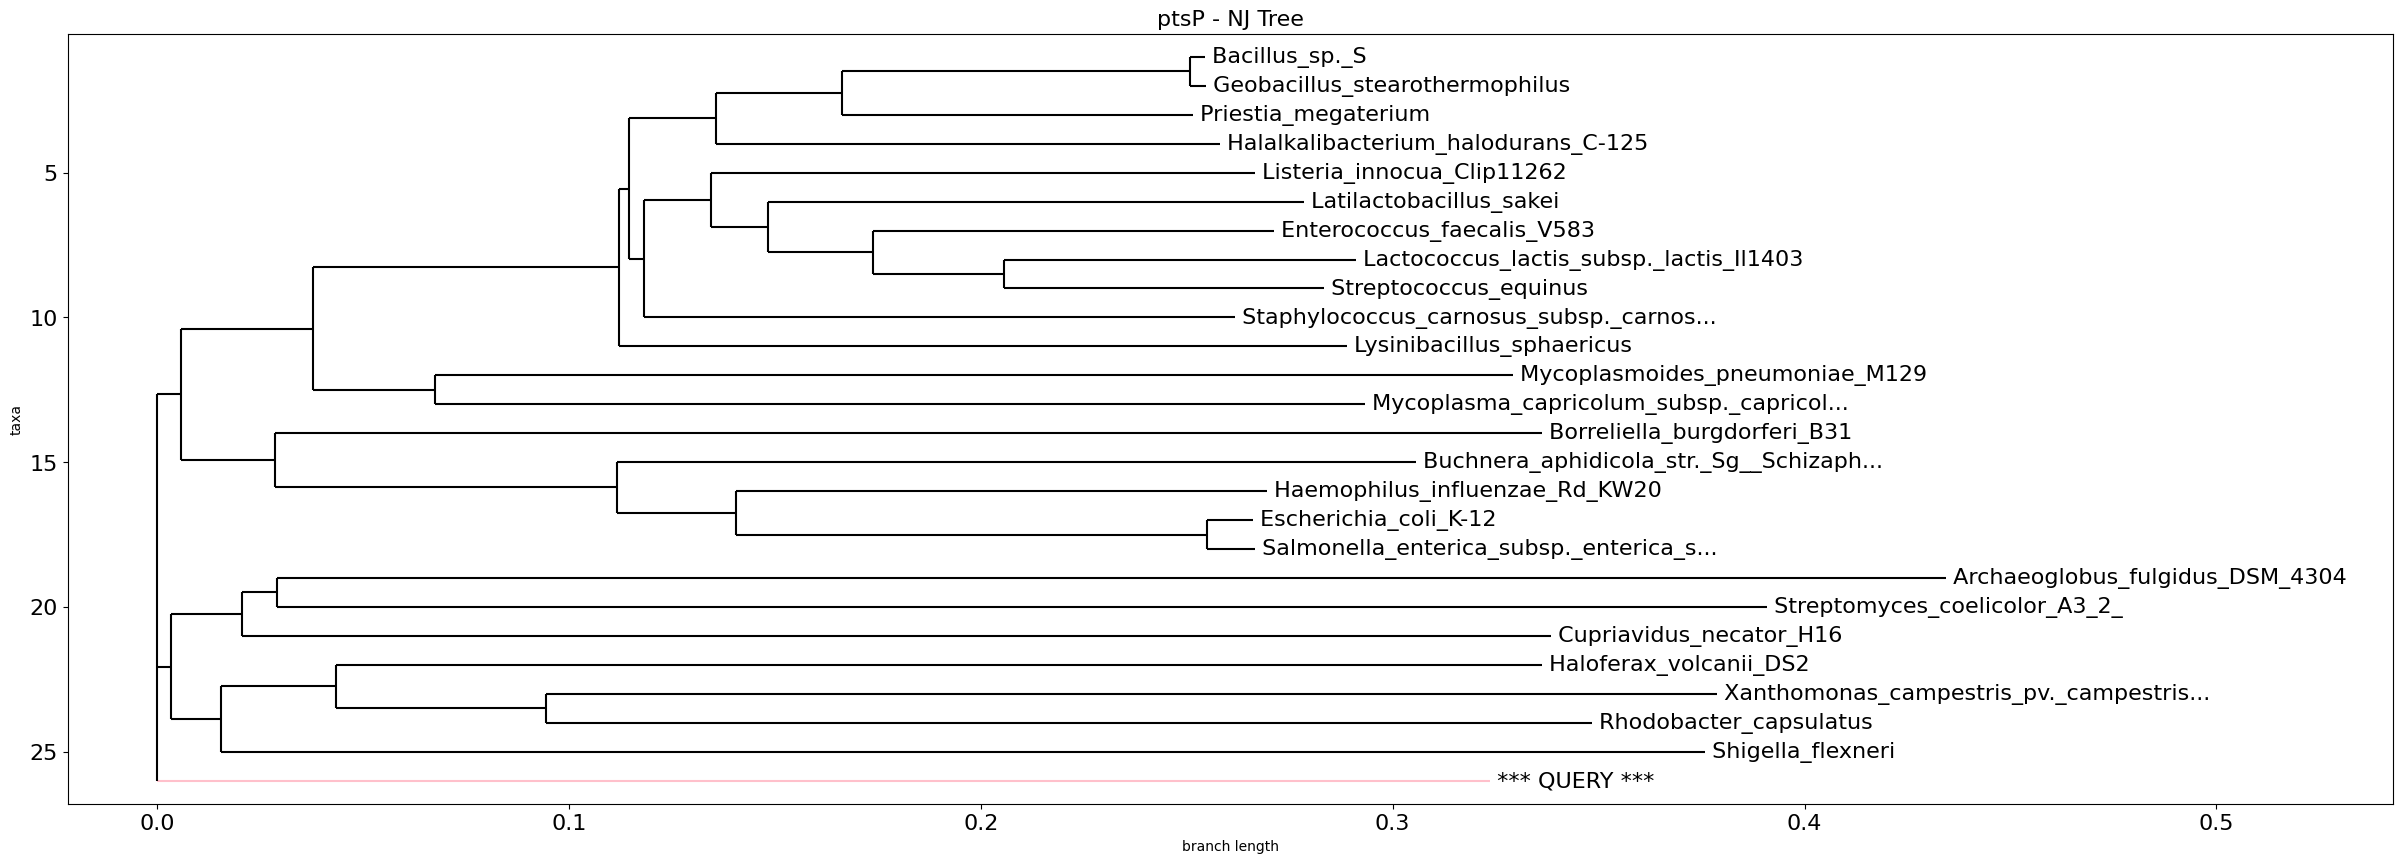 ptsP - NJ Tree
Bacillus_sp._S
Geobacillus_stearothermophilus
Priestia_megaterium
Halalkalibacterium_halodurans_C-125
5
Listeria_innocua_Clip11262
Latilactobacillus_sakei
Enterococcus_faecalis_V583
Lactococcus_lactis_subsp._lactis_Il1403
Streptococcus_equinus
10
Staphylococcus_carnosus_subsp._carnos...
Lysinibacillus_sphaericus
Mycoplasmoides_pneumoniae_M129
Mycoplasma_capricolum_subsp._capricol...
taxa
Borreliella_burgdorferi_B31
15
Buchnera_aphidicola_str._Sg__Schizaph...
Haemophilus_influenzae_Rd_KW20
Escherichia_coli_K-12
Salmonella_enterica_subsp._enterica_s...
Archaeoglobus_fulgidus_DSM_4304
20
Streptomyces_coelicolor_A3_2_
Cupriavidus_necator_H16
Haloferax_volcanii_DS2
Xanthomonas_campestris_pv._campestris...
Rhodobacter_capsulatus
25
Shigella_flexneri
*** QUERY ***
0.0 0.1 0.2 0.3 0.4 0.5
branch length